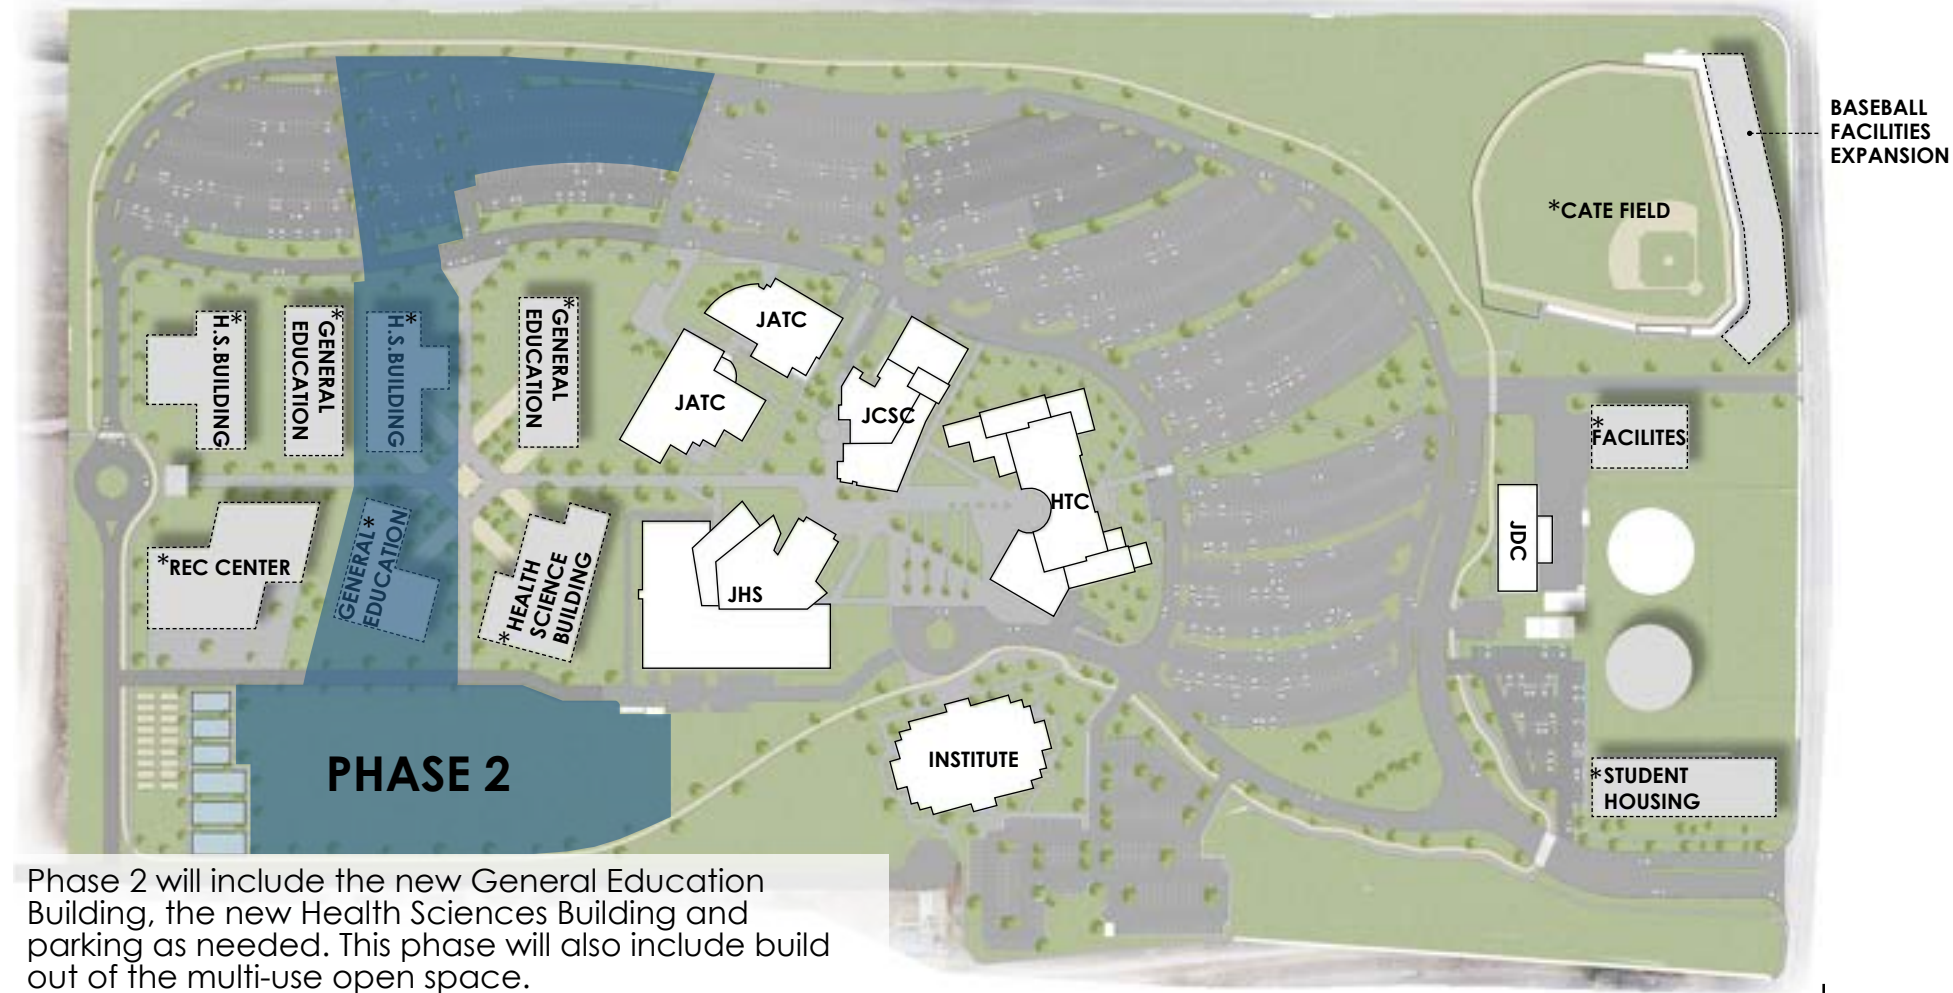 BASEBALL
FACILITIES
EXPANSION
*CATE FIELD
*
H.S.BUILDING
*
GENERAL
EDUCATION
*
H.S.BUILDING
*
GENERAL
EDUCATION
JATC
JATC
JCSC
*
FACILITES
HTC
JDC
*REC CENTER
GENERAL*
EDUCATION
*HEALTH
SCIENCE
BUILDING
JHS
INSTITUTE
PHASE 2
*STUDENT
HOUSING
Phase 2 will include the new General Education
Building, the new Health Sciences Building and
parking as needed. This phase will also include build
out of the multi-use open space.